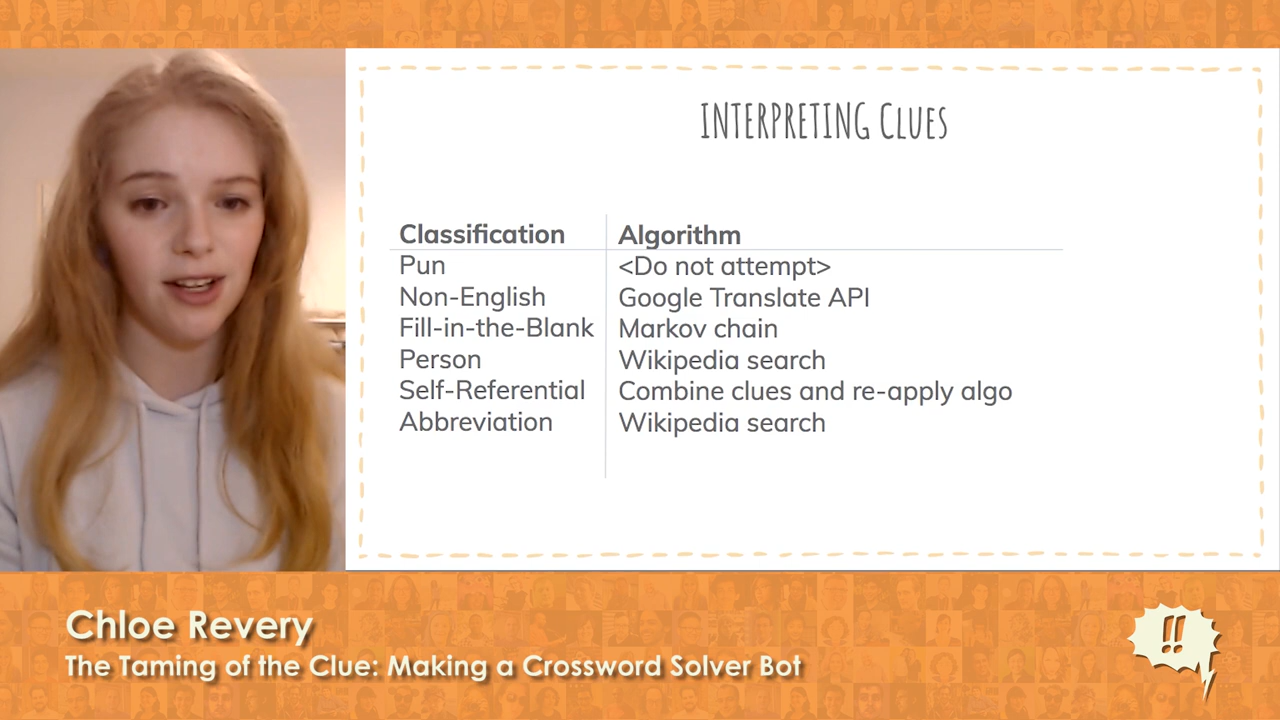 INTERPRETING CLUES
Classification Algorithm
Pun <Do not attempt>
Non-English Google Translate API
Fill-in-the-Blank Markov chain
Person Wikipedia search
Self-Referential Combine clues and re-apply algo
Abbreviation Wikipedia search
Chloe Revery
The Taming of the Clue: Making a Crossword Solver Bot
!!